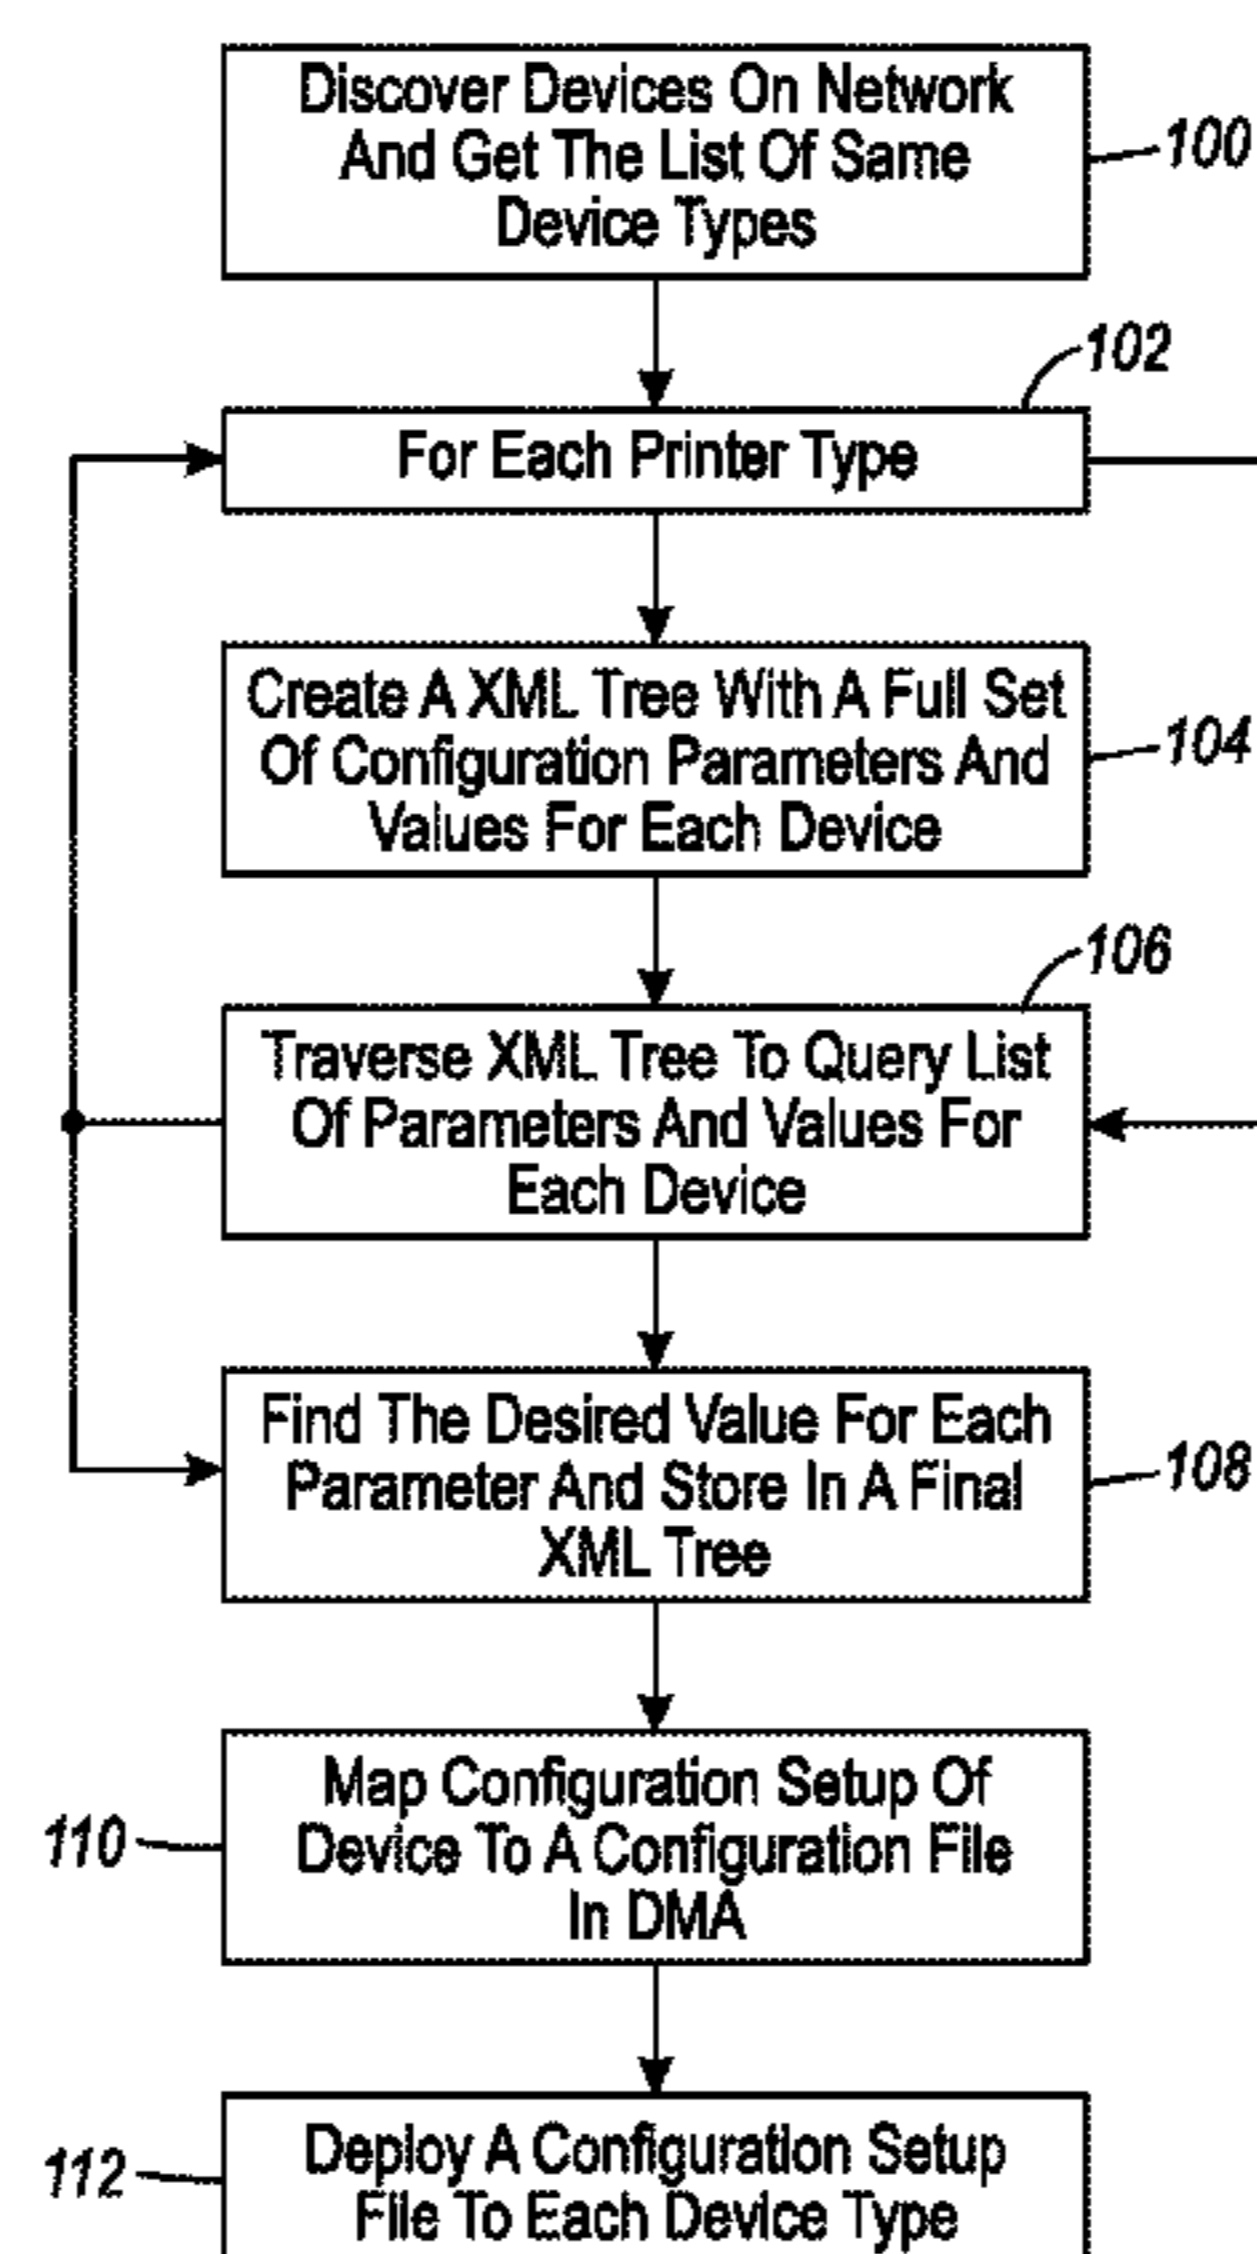 Discover Devices On Network
And Get The List Of Same
Device Types
100
102
For Each Printer Type
Create A XML Tree With A Full Set
Of Configuration Parameters And
Values For Each Device
104
106
Traverse XML Tree To Query List
Of Parameters And Values For
Each Device
Find The Desired Value For Each
Parameter And Store In A Final
XML Tree
108
Map Configuration Setup Of
Device To A Configuration File
In DMA
110
Deploy A Configuration Setup
File To Each Device Type
112